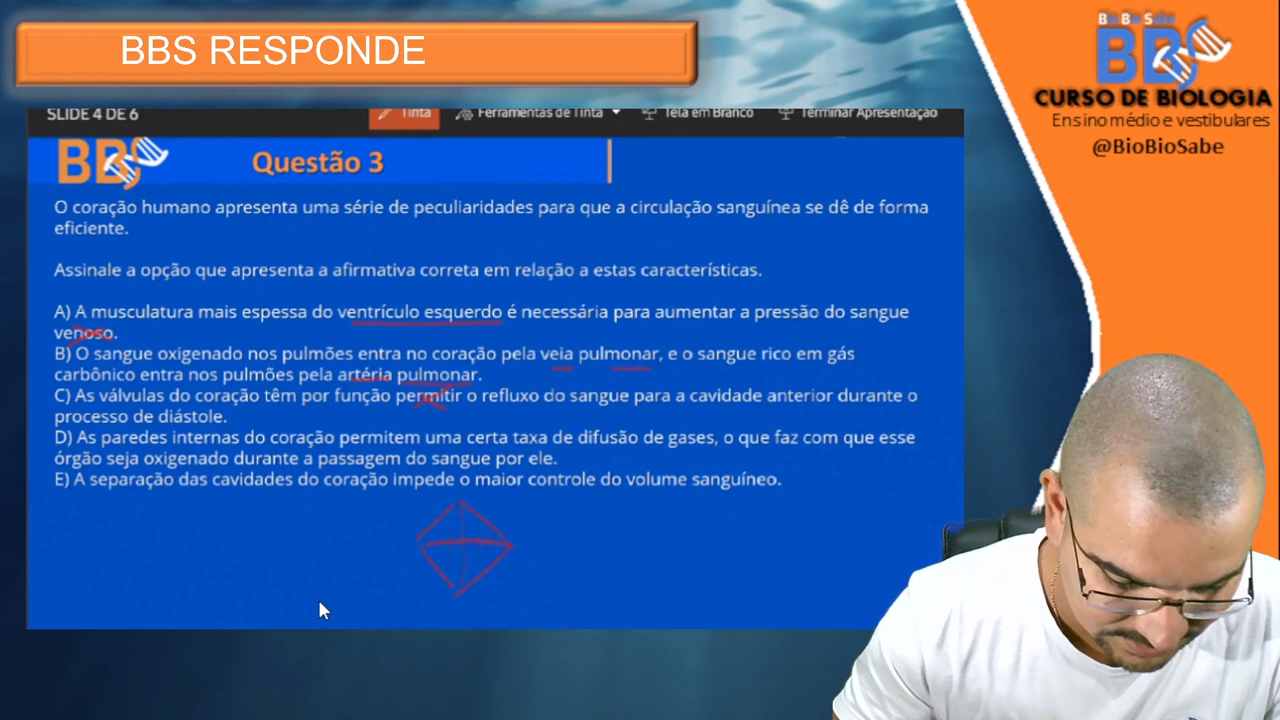 BBS RESPONDE
Bio Bio Sabe
BBS
CURSO DE BIOLOGIA
Ensino médio e vestibulares
@BioBioSabe
SLIDE 4 DE 6
Tinta
Ferramentas de Tinta
Tela em Branco
Terminar Apresentação
BBS
Questão 3
O coração humano apresenta uma série de peculiaridades para que a circulação sanguínea se dê de forma
eficiente.
Assinale a opção que apresenta a afirmativa correta em relação a estas características.
A) A musculatura mais espessa do ventrículo esquerdo é necessária para aumentar a pressão do sangue
venoso.
B) O sangue oxigenado nos pulmões entra no coração pela veia pulmonar, e o sangue rico em gás
carbônico entra nos pulmões pela artéria pulmonar.
C) As válvulas do coração têm por função permitir o refluxo do sangue para a cavidade anterior durante o
processo de diástole.
D) As paredes internas do coração permitem uma certa taxa de difusão de gases, o que faz com que esse
órgão seja oxigenado durante a passagem do sangue por ele.
E) A separação das cavidades do coração impede o maior controle do volume sanguíneo.